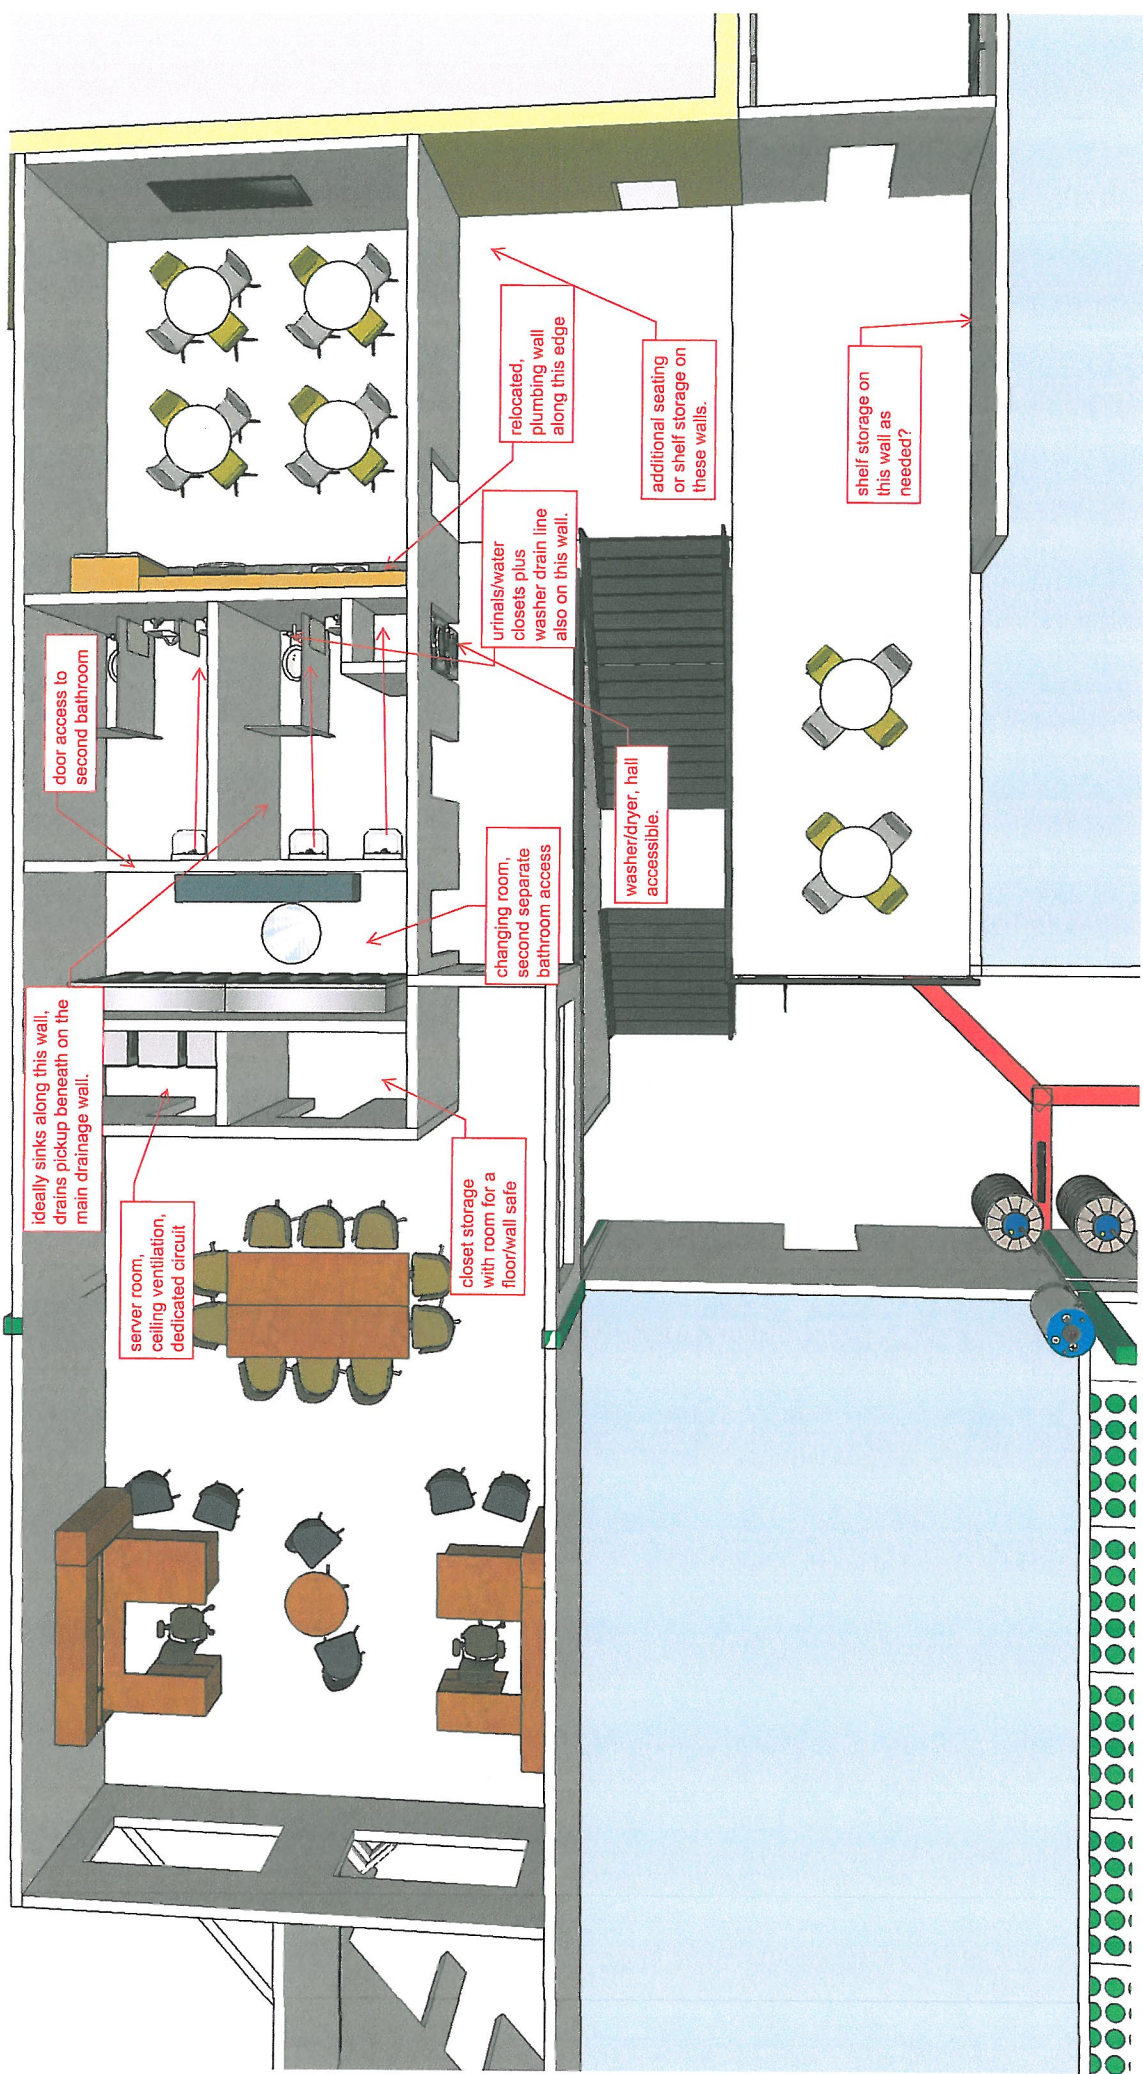 ideally sinks along this wall,
drains pickup beneath on the
main drainage wall.
door access to
second bathroom
server room,
ceiling ventilation,
dedicated circuit
closet storage
with room for a
floor/wall safe
changing room,
second separate
bathroom access
urinals/water
closets plus
washer drain line
also on this wall.
relocated,
plumbing wall
along this edge
washer/dryer, hall
accessible.
additional seating
or shelf storage on
these walls.
shelf storage on
this wall as
needed?